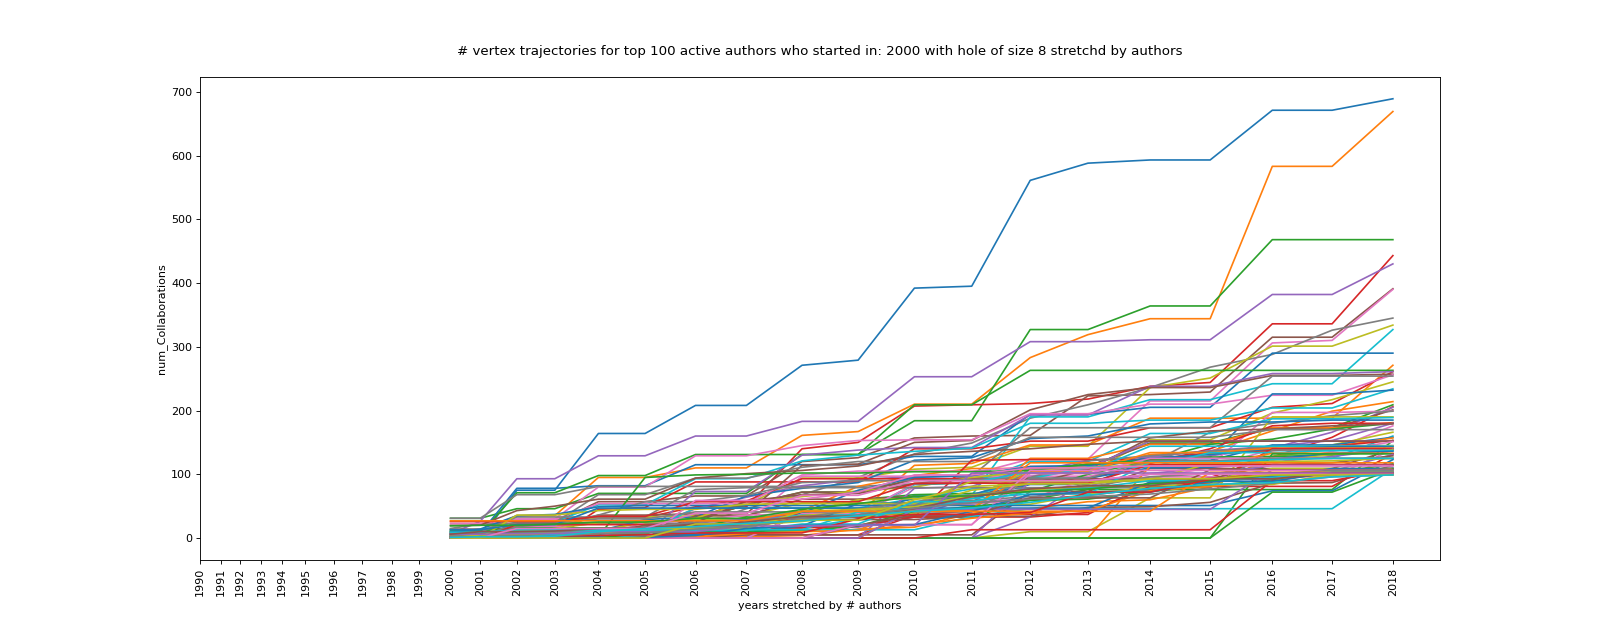 # vertex trajectories for top 100 active authors who started in: 2000 with hole of size 8 stretchd by authors
700
600
500
400
300
200
100
0
num_Collaborations
1990 1991 1992 1993 1994 1995 1996 1997 1998 1999 2000 2001 2002 2003 2004 2005 2006 2007 2008 2009 2010 2011 2012 2013 2014 2015 2016 2017 2018
years stretched by # authors